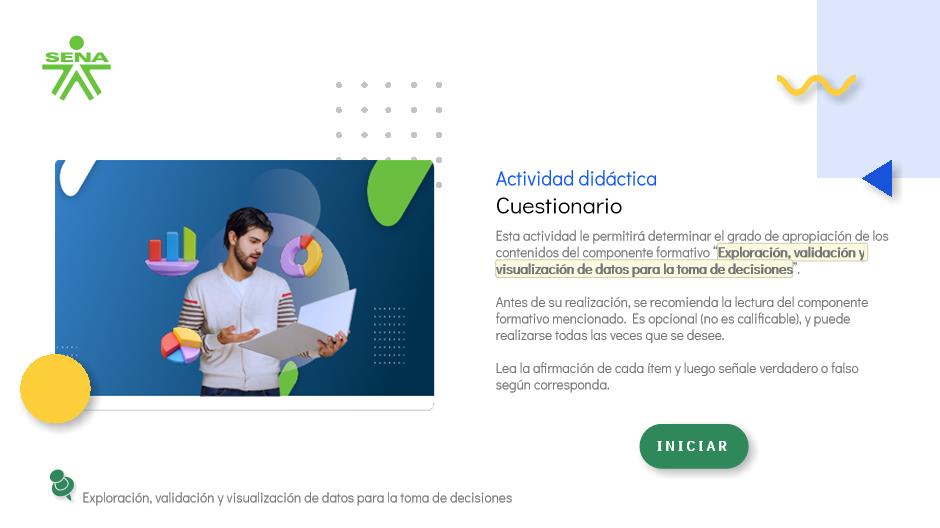 SENA
Actividad didáctica
Cuestionario
Esta actividad le permitirá determinar el grado de apropiación de los
contenidos del componente formativo “Exploración, validación y
visualización de datos para la toma de decisiones”.
Antes de su realización, se recomienda la lectura del componente
formativo mencionado. Es opcional (no es calificable), y puede
realizarse todas las veces que se desee.
Lea la afirmación de cada ítem y luego señale verdadero o falso
según corresponda.
INICIAR
Exploración, validación y visualización de datos para la toma de decisiones